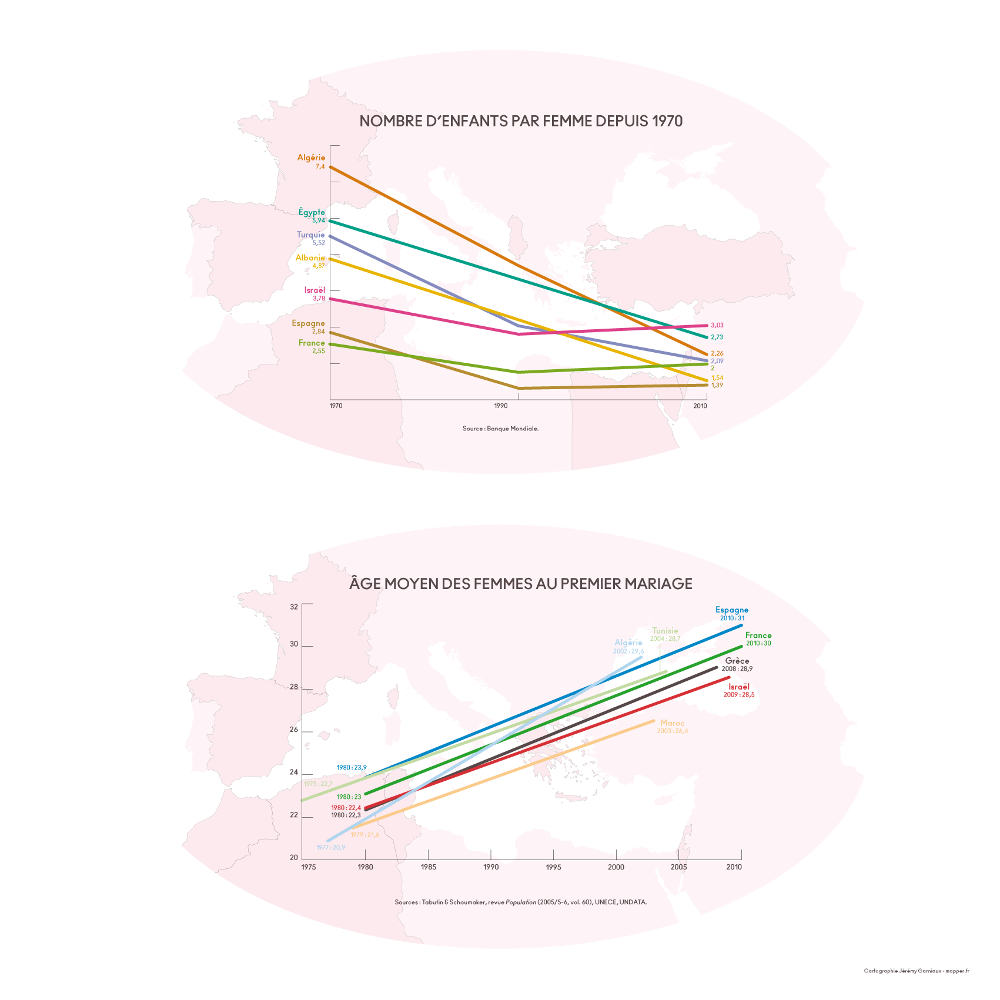 NOMBRE D'ENFANTS PAR FEMME DEPUIS 1970
Algérie
7,4
Égypte
5,94
Turquie
5,52
Albanie
4,87
Israël
3,78
Espagne
2,84
France
2,55
3,03
2,73
2,26
2,09
2
1,54
1,39
1970
1990
2010
Source : Banque Mondiale.
ÂGE MOYEN DES FEMMES AU PREMIER MARIAGE
32
30
28
26
24
22
20
Espagne
2010 : 31
Tunisie
2004 : 28,7
France
2010 : 30
Algérie
2002 : 29,6
Grèce
2008 : 28,9
Israël
2009 : 28,5
Maroc
2003 : 26,4
1980 : 23,9
1975 : 22,7
1980 : 23
1980 : 22,4
1980 : 22,3
1977 : 20,9
1975
1980
1985
1990
1995
2000
2005
2010
Sources : Tabutin & Schoumaker, revue Population (2005/5-6, vol. 60), UNECE, UNDATA.
Cartographie Jérémy Garniaux - mapper.fr